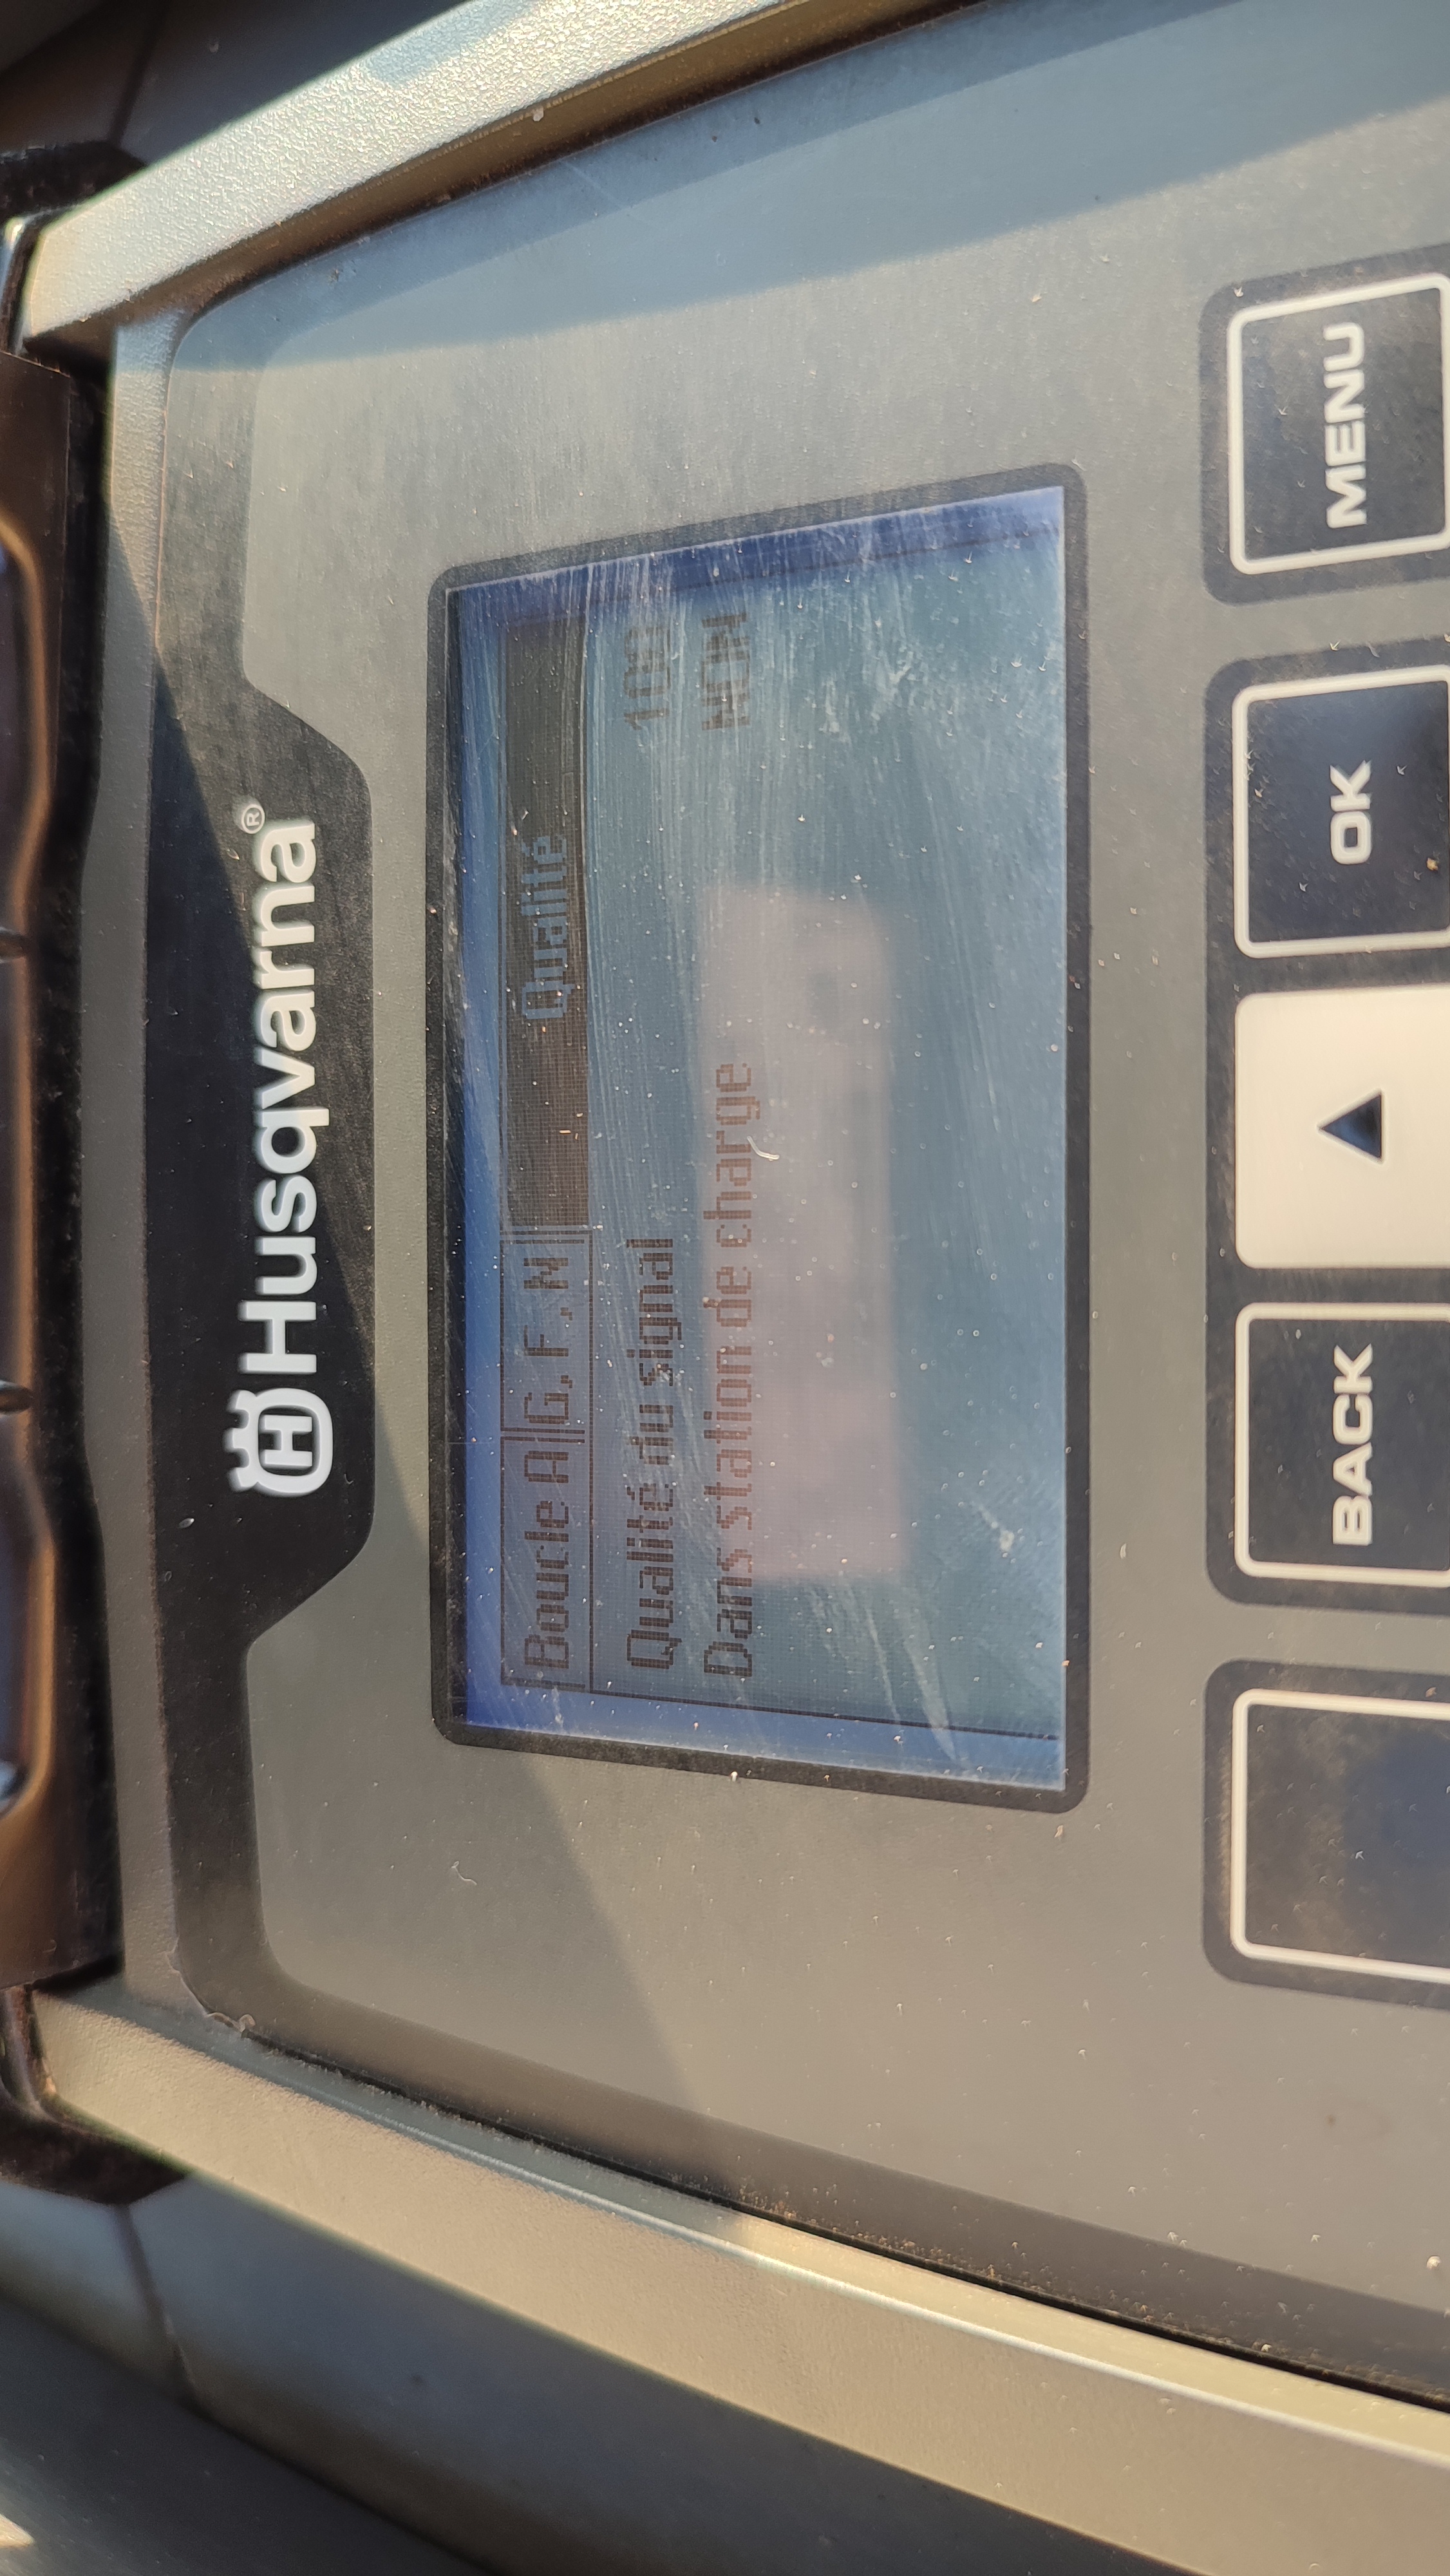 Husqvarna®
Boucle A G, F, N Qualité
Qualité du signal 100
Dans station de charge NON
BACK
OK
MENU